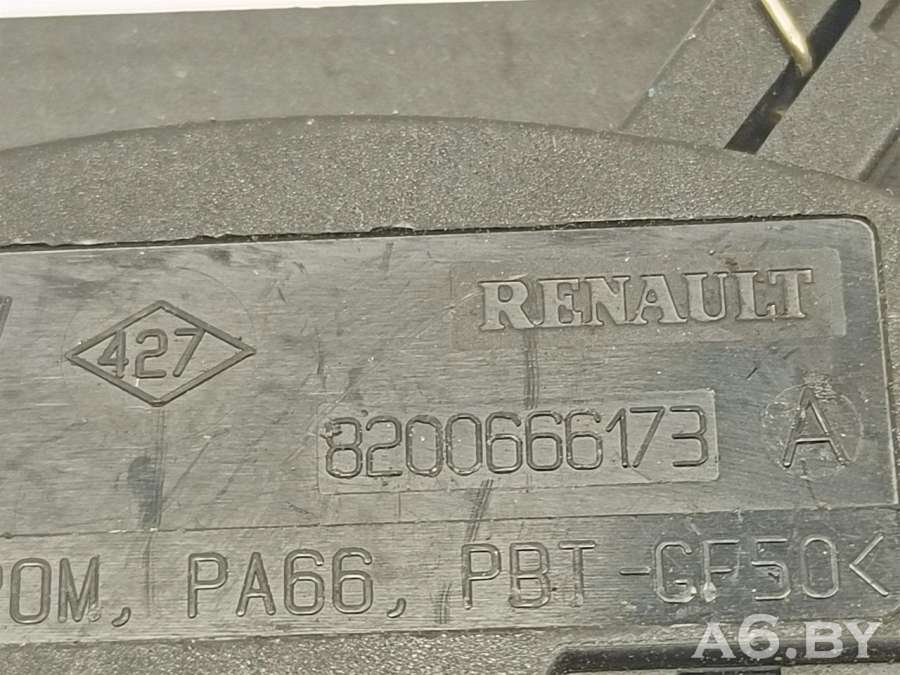 RENAULT
427
8200666173 A
POM, PA66, PBT-GF50<
A6.BY